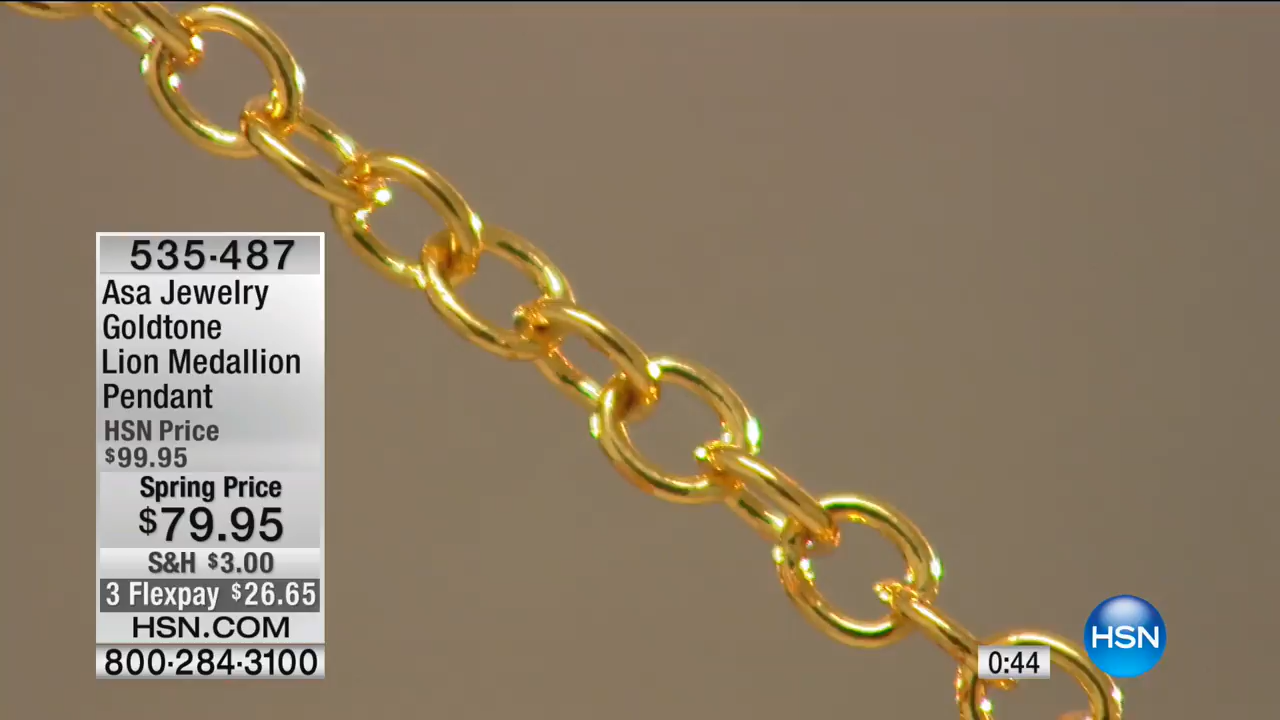 535·487
Asa Jewelry
Goldtone
Lion Medallion
Pendant
HSN Price
$99.95
Spring Price
$79.95
S&H $3.00
3 Flexpay $26.65
HSN.COM
800·284·3100
0:44
HSN